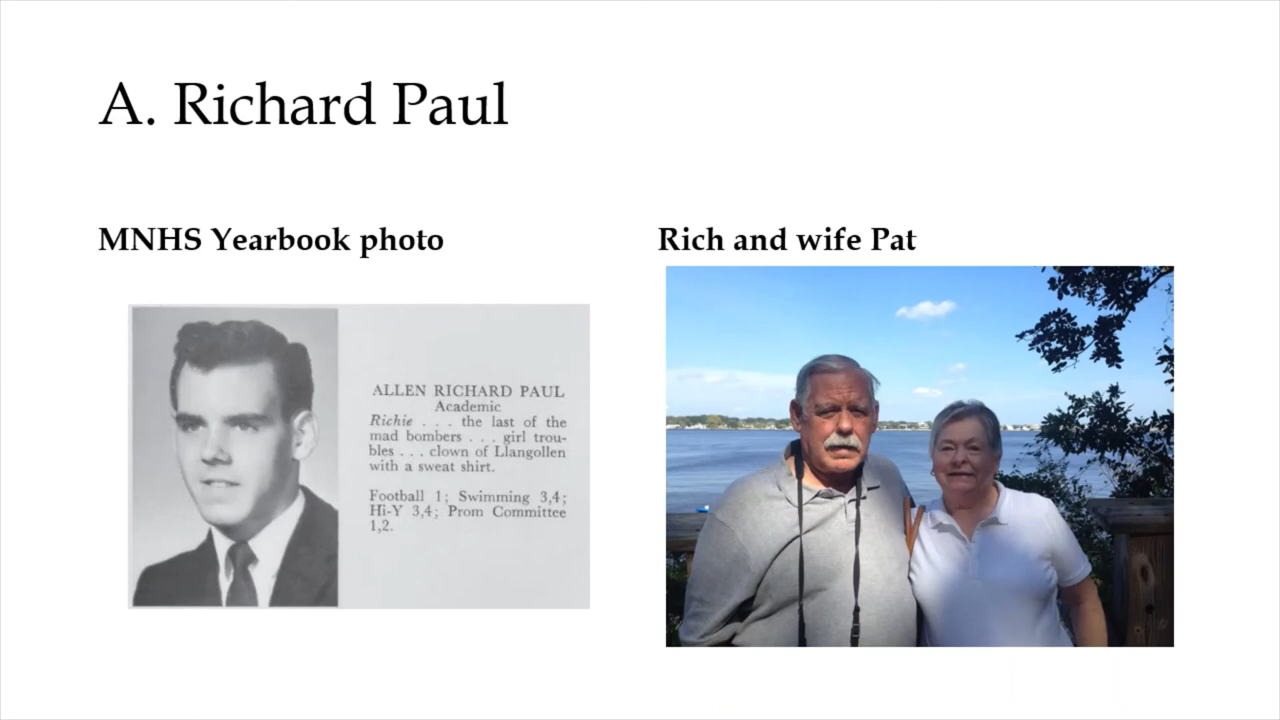 A. Richard Paul
MNHS Yearbook photo
Rich and wife Pat
ALLEN RICHARD PAUL
Academic
Richie . . . the last of the
mad bombers . . . girl trou-
bles . . . clown of Llangollen
with a sweat shirt.
Football 1; Swimming 3,4;
Hi-Y 3,4; Prom Committee
1,2.